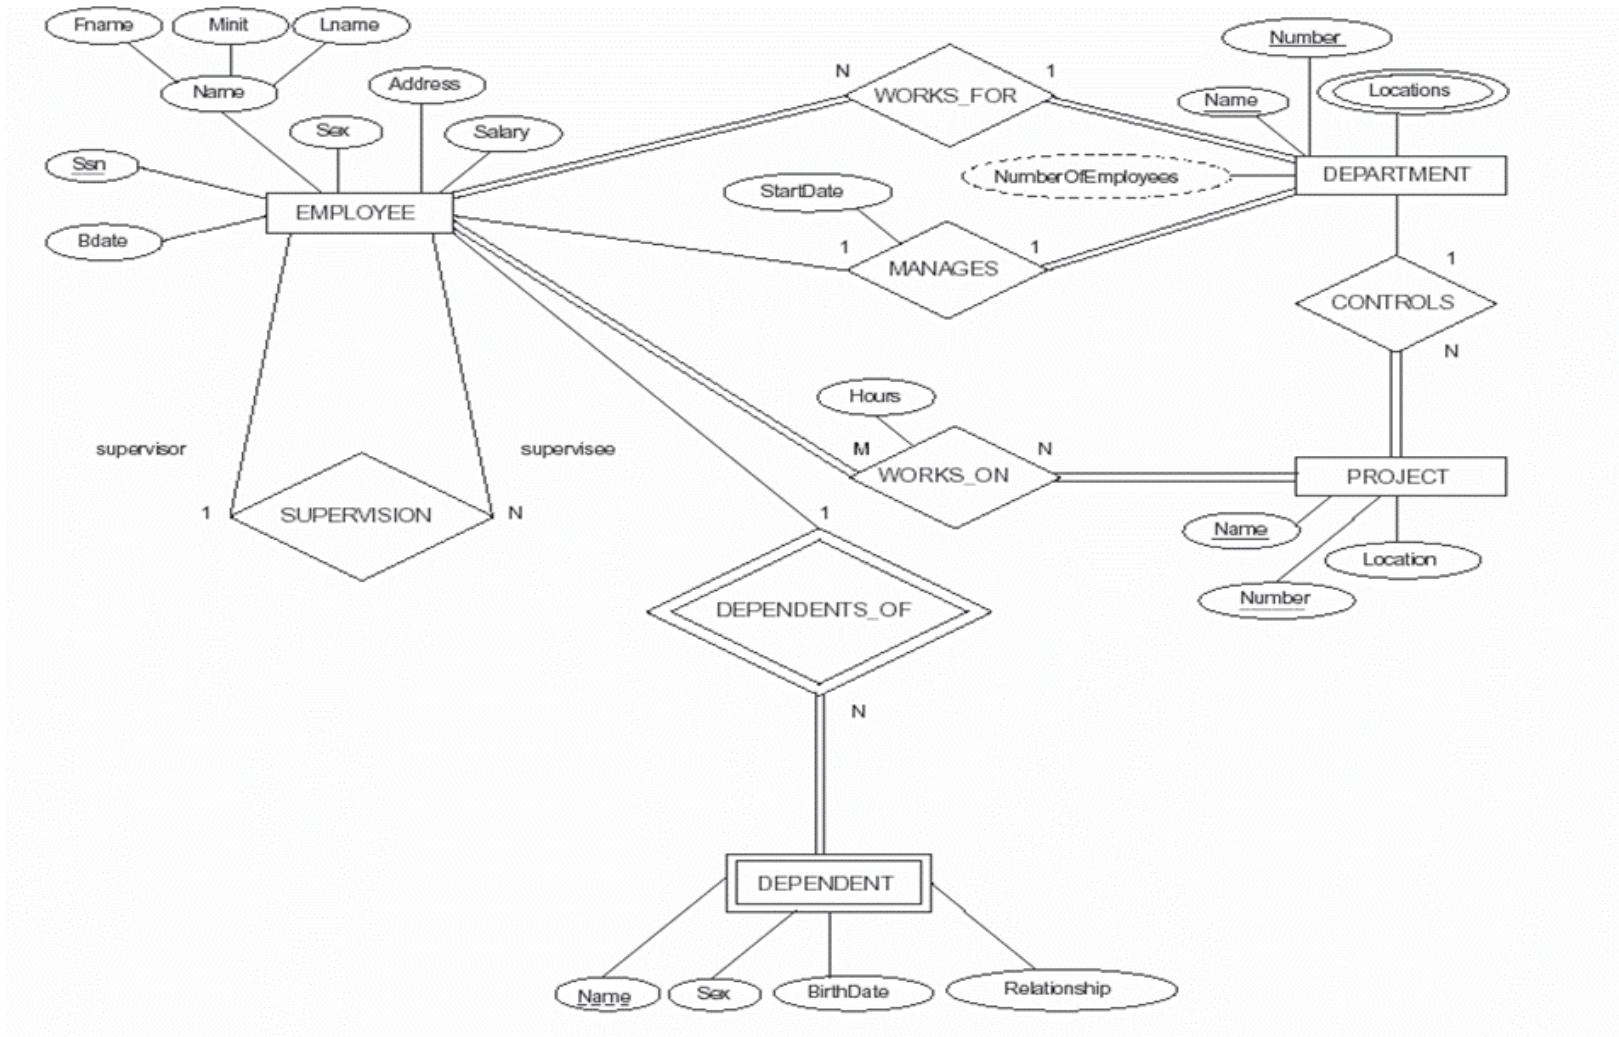 Fname
Minit
Lname
Name
Address
Sex
Salary
Ssn
EMPLOYEE
Bdate
N
WORKS_FOR
1
Number
Name
Locations
NumberOfEmployees
DEPARTMENT
StartDate
1
MANAGES
1
1
CONTROLS
N
supervisor
supervisee
1
SUPERVISION
N
Hours
M
WORKS_ON
N
PROJECT
Name
Location
Number
1
DEPENDENTS_OF
N
DEPENDENT
Name
Sex
BirthDate
Relationship